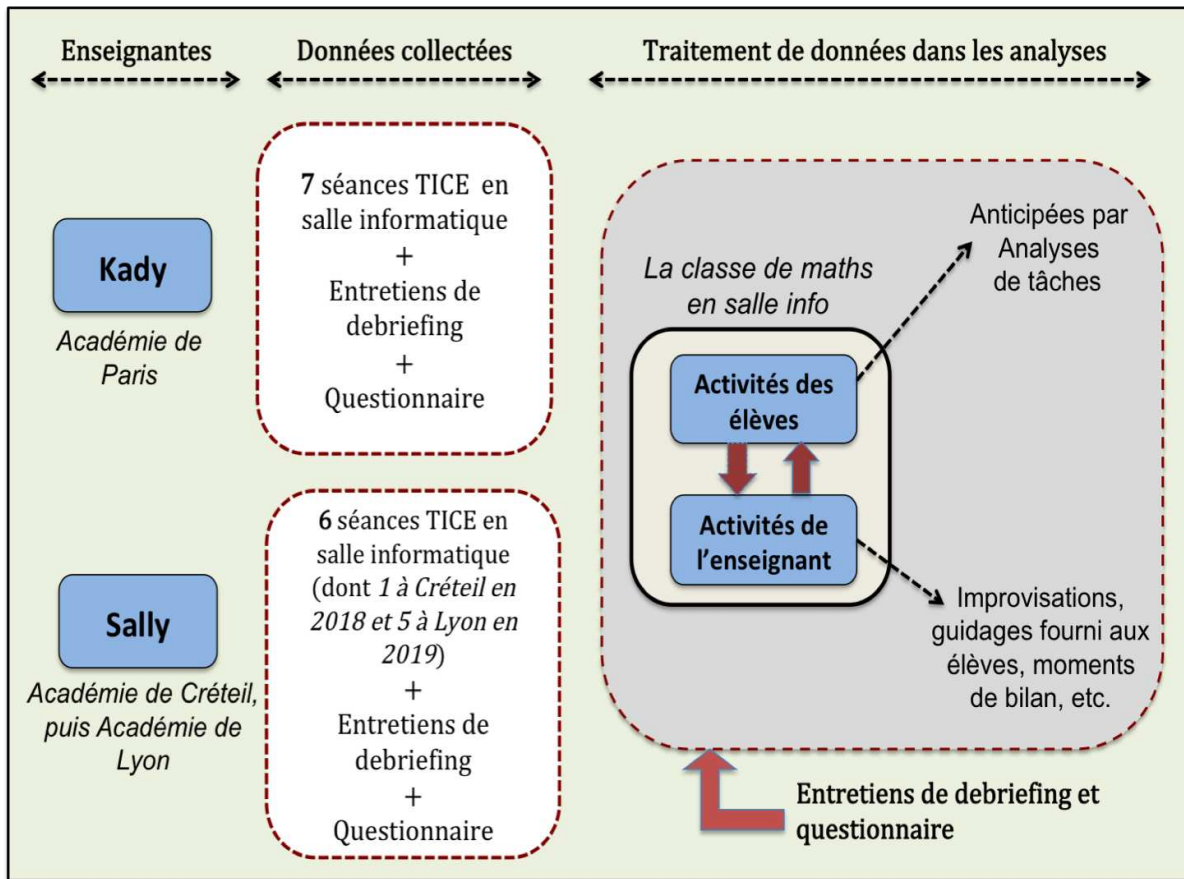 Enseignantes
Données collectées
Traitement de données dans les analyses
Kady
Académie de
Paris
7 séances TICE en
salle informatique
+
Entretiens de
debriefing
+
Questionnaire
Sally
Académie de Créteil,
puis Académie de
Lyon
6 séances TICE en
salle informatique
(dont 1 à Créteil en
2018 et 5 à Lyon en
2019)
+
Entretiens de
debriefing
+
Questionnaire
La classe de maths
en salle info
Activités des
élèves
Activités de
l'enseignant
Anticipées par
Analyses
de tâches
Improvisations,
guidages fourni aux
élèves, moments
de bilan, etc.
Entretiens de debriefing et
questionnaire